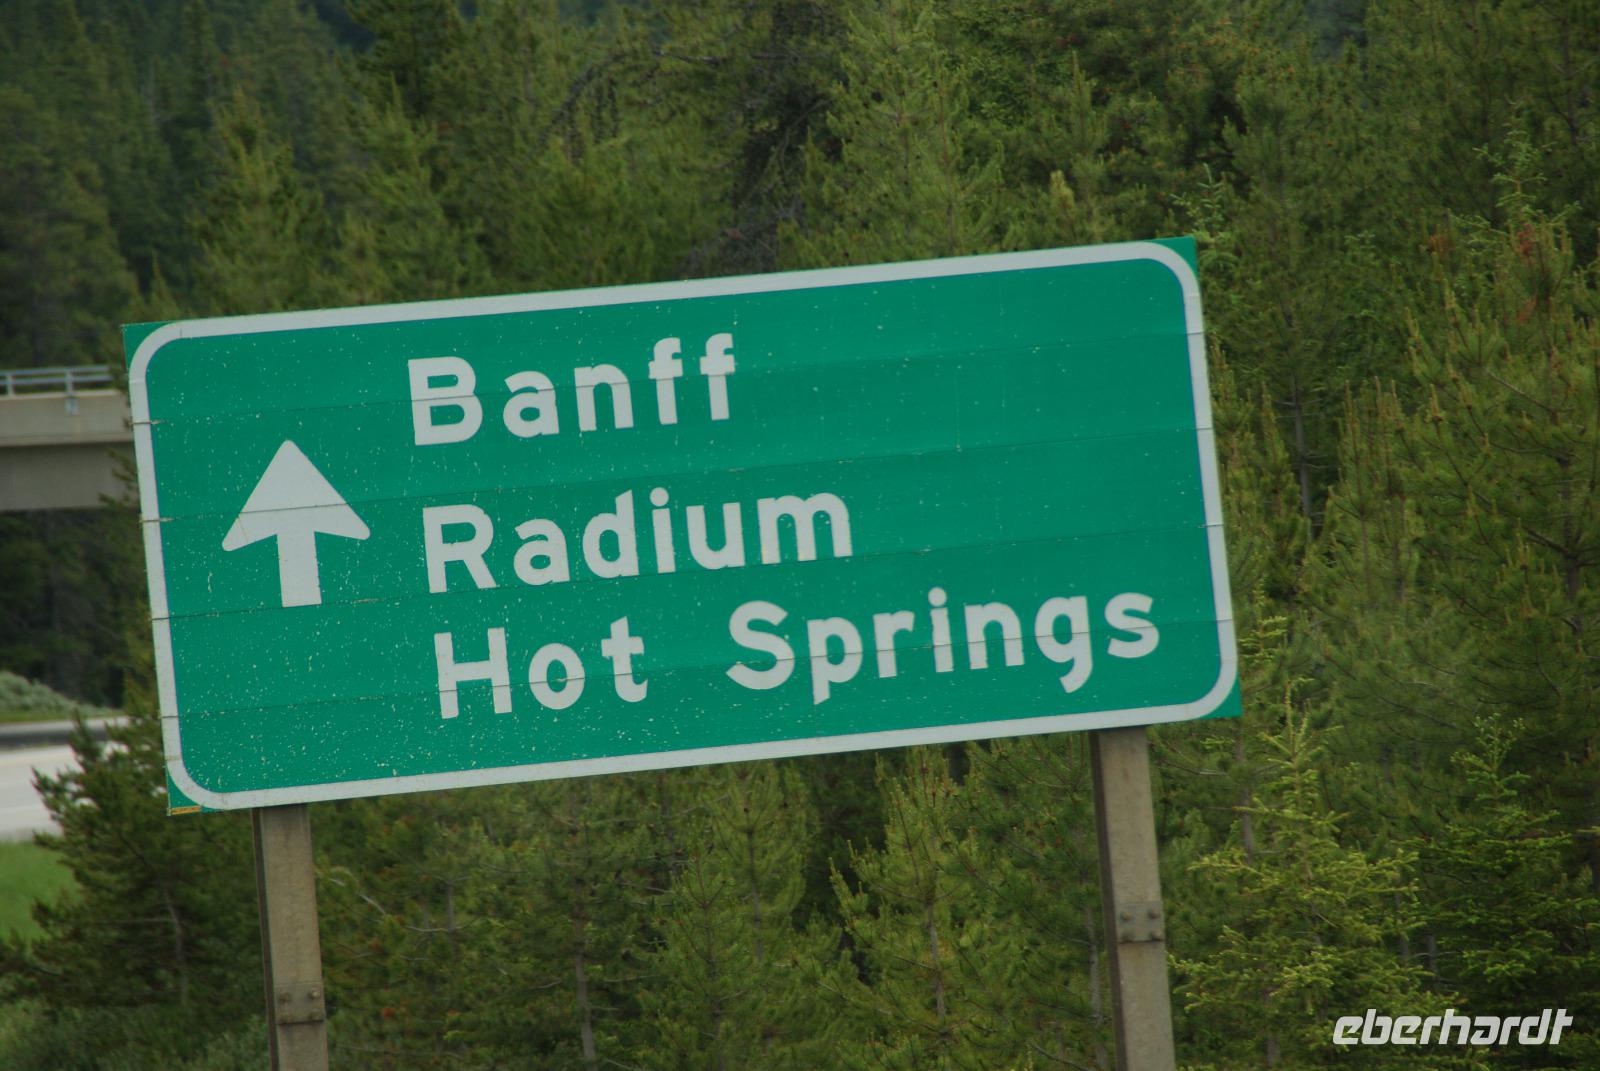 Banff
Radium
Hot Springs
eberhardt